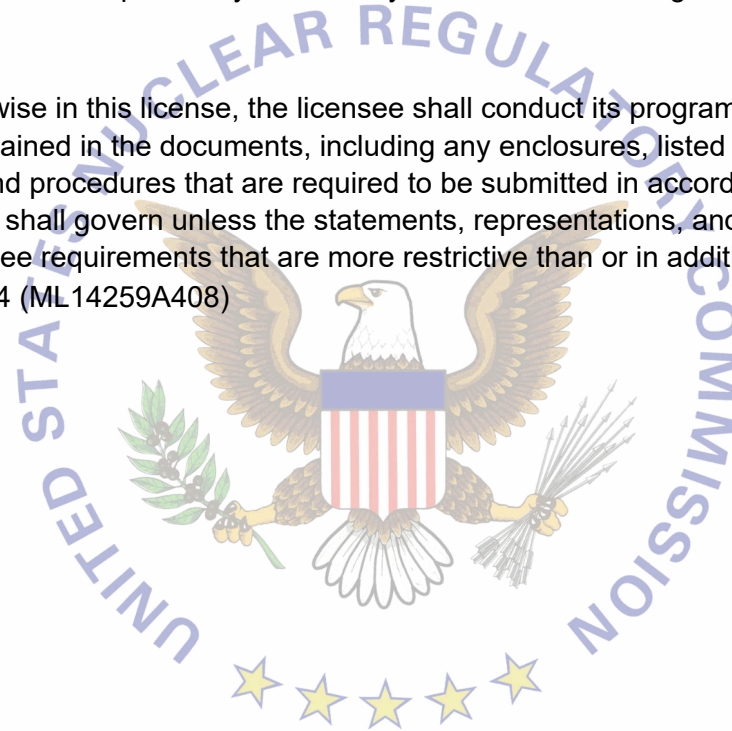 wise in this license, the licensee shall conduct its program
ained in the documents, including any enclosures, listed
nd procedures that are required to be submitted in accord
shall govern unless the statements, representations, and
ee requirements that are more restrictive than or in additi
4 (ML14259A408)
UNITED STATES NUCLEAR REGULATORY COMMISSION